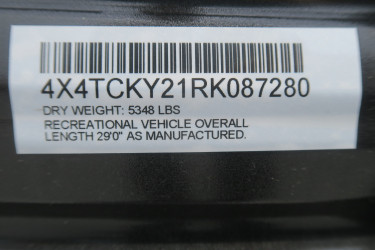 4X4TCKY21RK087280
DRY WEIGHT: 5348 LBS
RECREATIONAL VEHICLE OVERALL
LENGTH 29'0" AS MANUFACTURED.